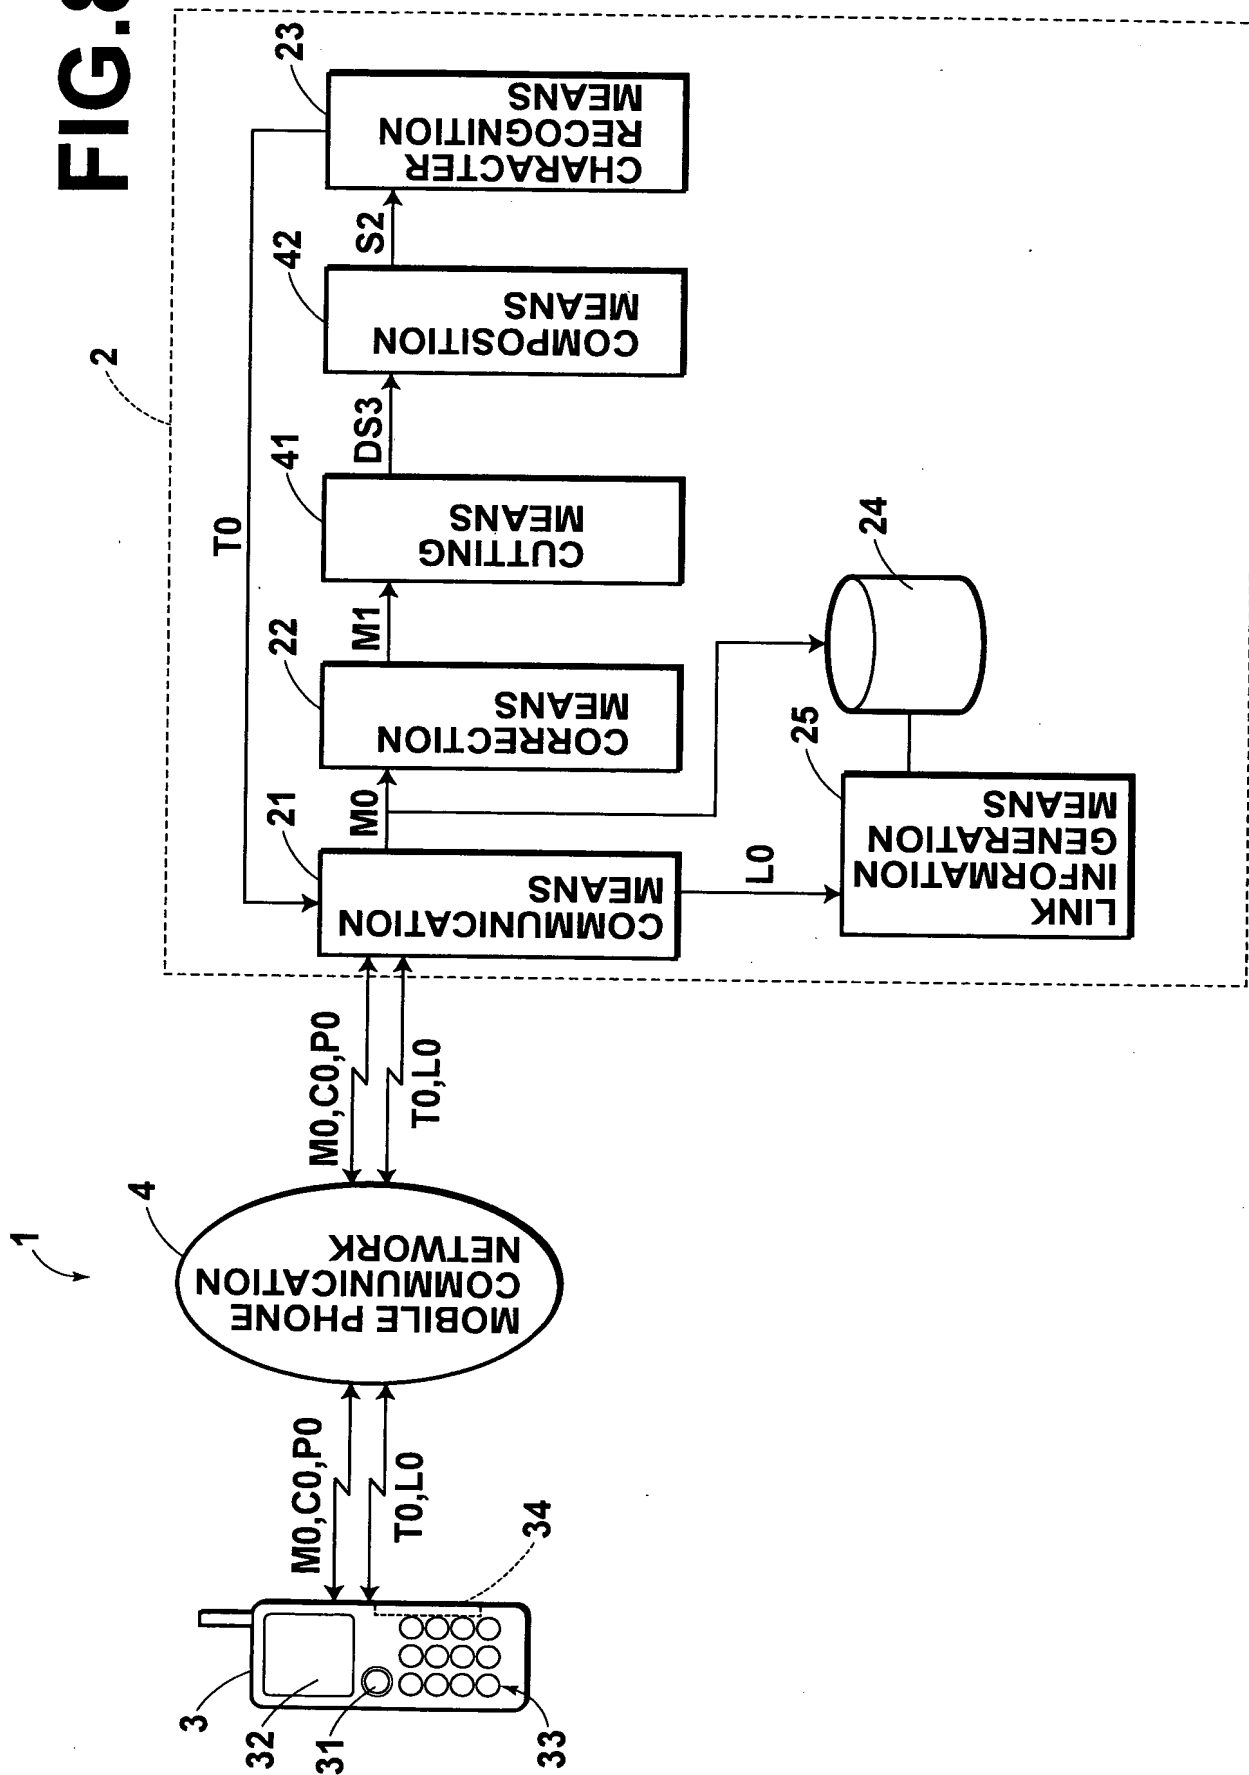 FIG.8
1
2
3
32
31
33
34
M0,C0,P0
T0,L0
4
MOBILE PHONE
COMMUNICATION
NETWORK
M0,C0,P0
T0,L0
T0
21
COMMUNICATION
MEANS
M0
22
CORRECTION
MEANS
M1
41
CUTTING
MEANS
DS3
42
COMPOSITION
MEANS
S2
23
CHARACTER
RECOGNITION
MEANS
L0
25
LINK
INFORMATION
GENERATION
MEANS
24